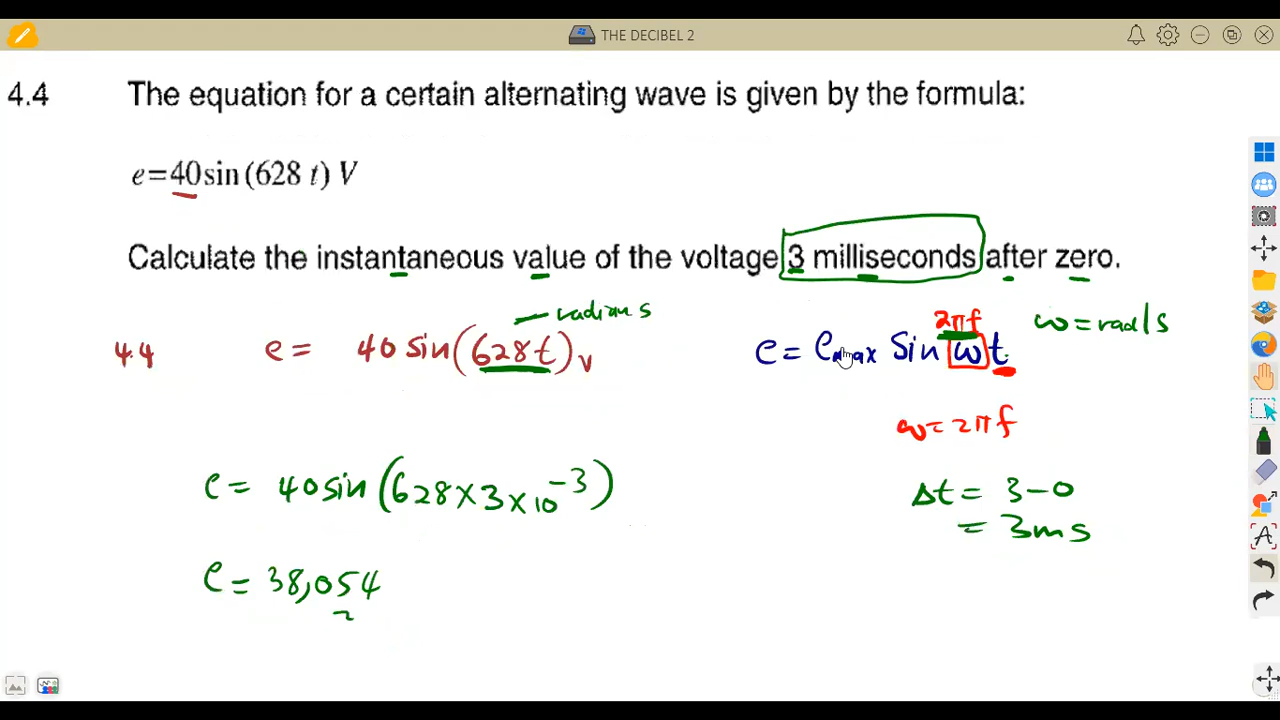 THE DECIBEL 2
4.4 The equation for a certain alternating wave is given by the formula:
e=40 sin (628 t) V
Calculate the instantaneous value of the voltage 3 milliseconds after zero.
radians
2πf
ω = rad/s
4.4 e = 40 sin(628t)V
e = emax Sin ωt
ω = 2πf
e = 40 sin (628 × 3 × 10⁻³)
Δt = 3-0
= 3ms
e = 38,054